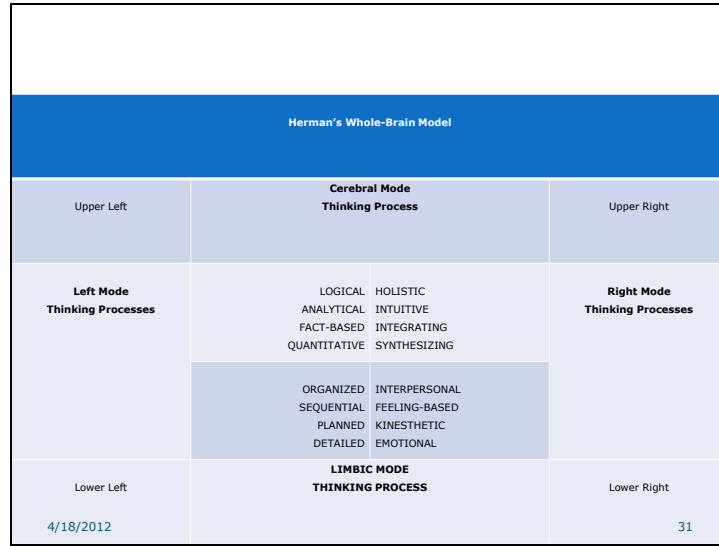 Herman's Whole-Brain Model
Cerebral Mode
Upper Left Thinking Process Upper Right
Left Mode LOGICAL HOLISTIC Right Mode
Thinking Processes ANALYTICAL INTUITIVE Thinking Processes
FACT-BASED INTEGRATING
QUANTITATIVE SYNTHESIZING
ORGANIZED INTERPERSONAL
SEQUENTIAL FEELING-BASED
PLANNED KINESTHETIC
DETAILED EMOTIONAL
LIMBIC MODE
Lower Left THINKING PROCESS Lower Right
4/18/2012 31